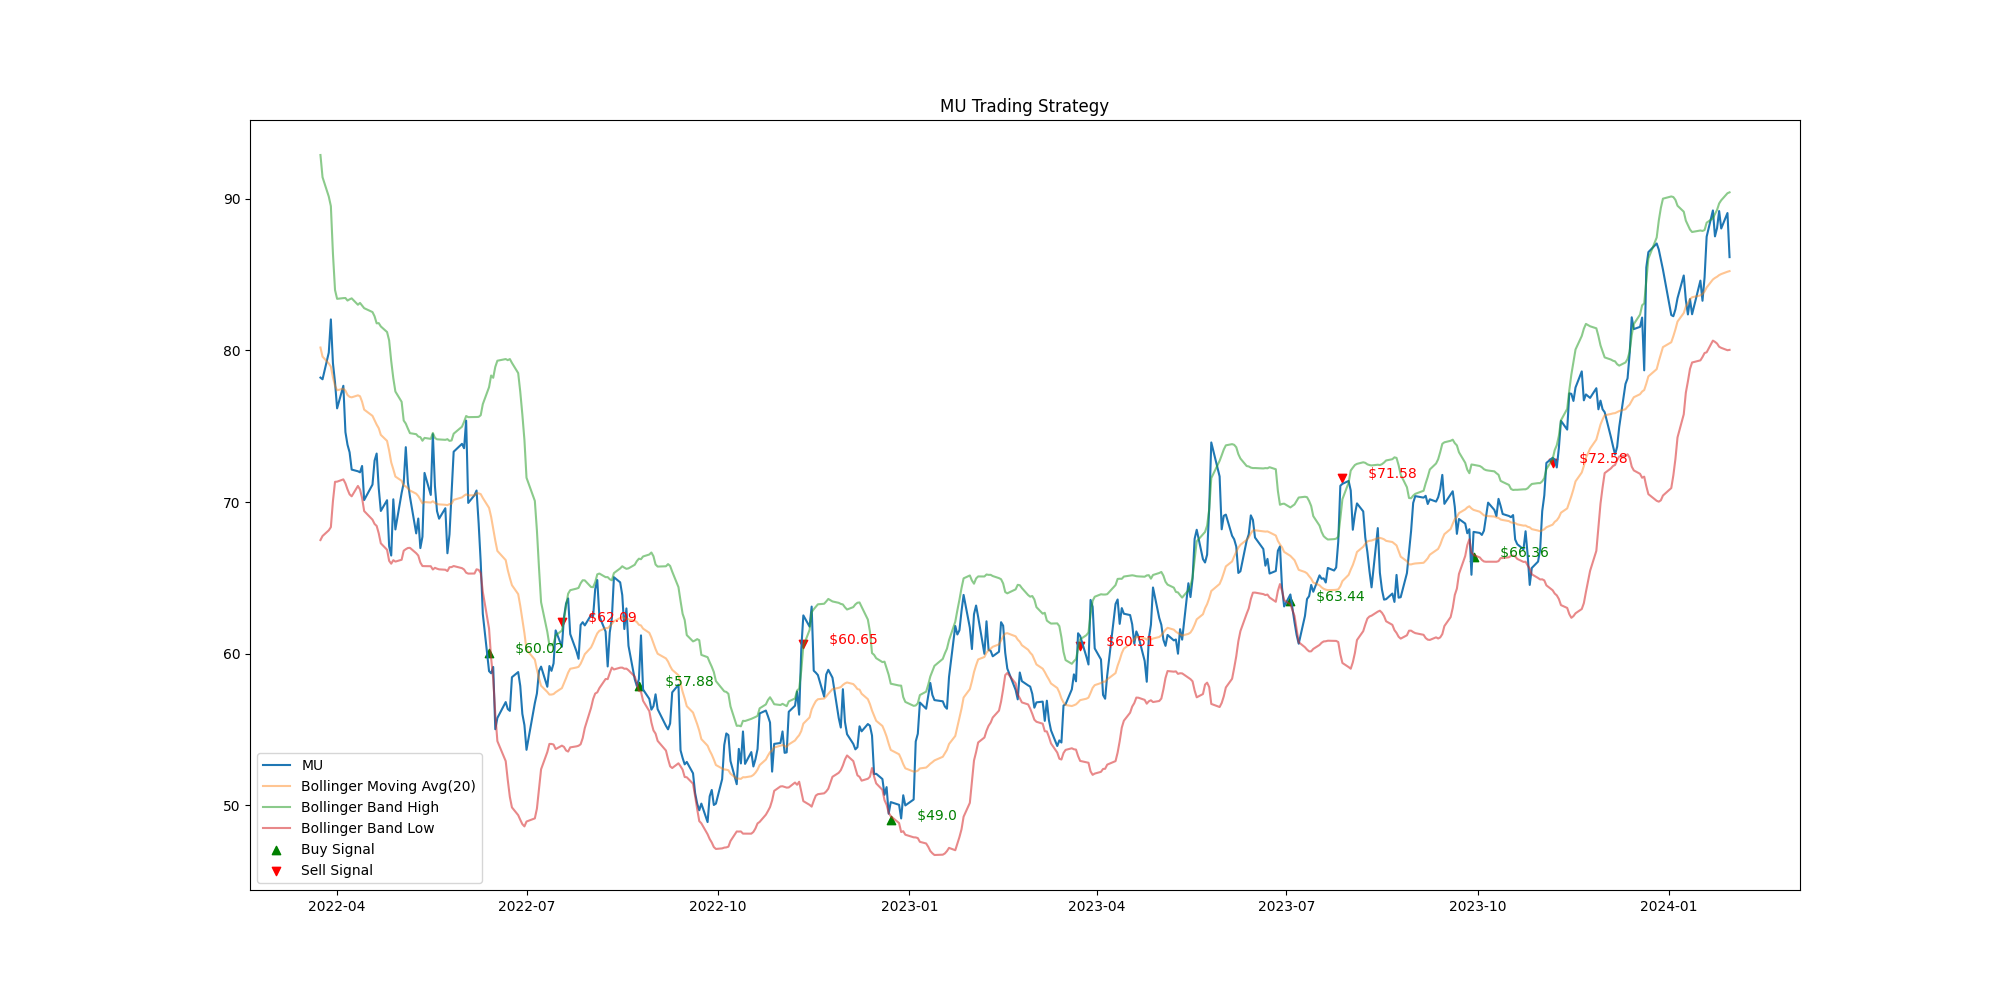 MU Trading Strategy
90
80
70
60
50
$71.58
$72.58
$66.36
$63.44
$62.09
$60.02
$60.65
$60.51
$57.88
$49.0
MU
Bollinger Moving Avg(20)
Bollinger Band High
Bollinger Band Low
Buy Signal
Sell Signal
2022-04 2022-07 2022-10 2023-01 2023-04 2023-07 2023-10 2024-01